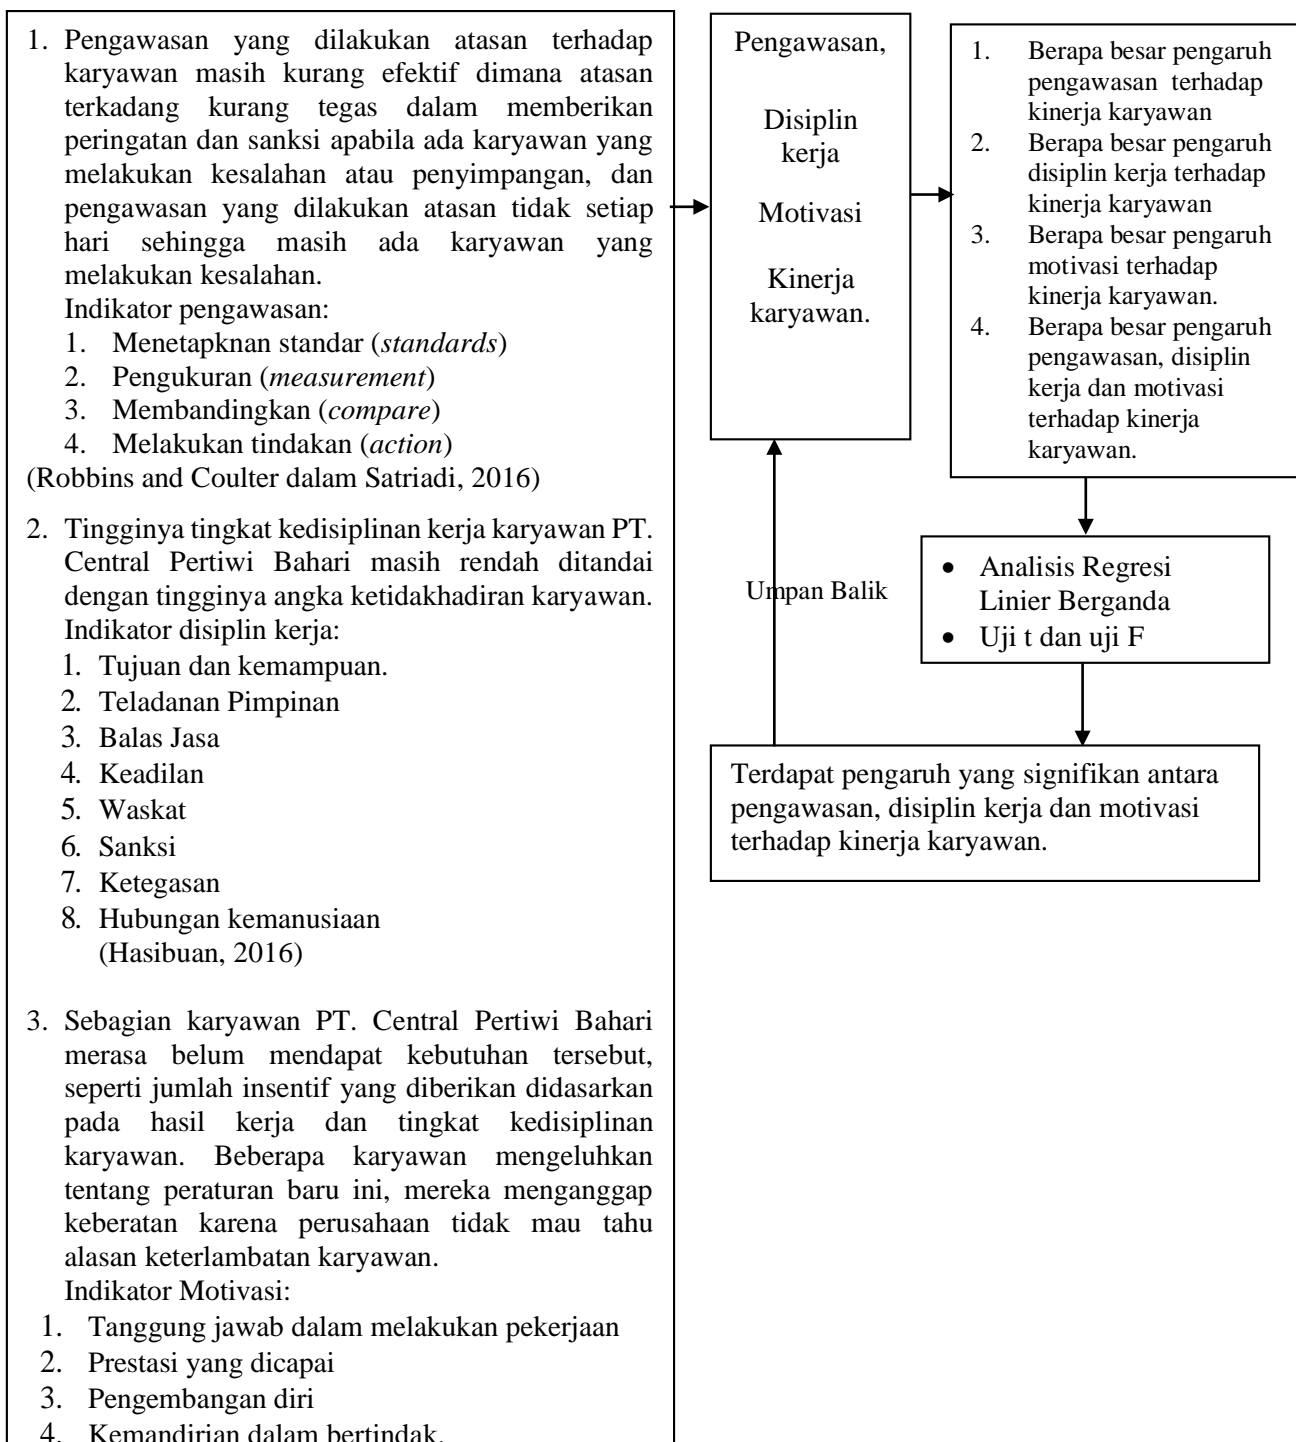 1. Pengawasan yang dilakukan atasan terhadap
karyawan masih kurang efektif dimana atasan
terkadang kurang tegas dalam memberikan
peringatan dan sanksi apabila ada karyawan yang
melakukan kesalahan atau penyimpangan, dan
pengawasan yang dilakukan atasan tidak setiap
hari sehingga masih ada karyawan yang
melakukan kesalahan.
Indikator pengawasan:
1. Menetapknan standar (standards)
2. Pengukuran (measurement)
3. Membandingkan (compare)
4. Melakukan tindakan (action)
(Robbins and Coulter dalam Satriadi, 2016)
2. Tingginya tingkat kedisiplinan kerja karyawan PT.
Central Pertiwi Bahari masih rendah ditandai
dengan tingginya angka ketidakhadiran karyawan.
Indikator disiplin kerja:
1. Tujuan dan kemampuan.
2. Teladanan Pimpinan
3. Balas Jasa
4. Keadilan
5. Waskat
6. Sanksi
7. Ketegasan
8. Hubungan kemanusiaan
(Hasibuan, 2016)
3. Sebagian karyawan PT. Central Pertiwi Bahari
merasa belum mendapat kebutuhan tersebut,
seperti jumlah insentif yang diberikan didasarkan
pada hasil kerja dan tingkat kedisiplinan
karyawan. Beberapa karyawan mengeluhkan
tentang peraturan baru ini, mereka menganggap
keberatan karena perusahaan tidak mau tahu
alasan keterlambatan karyawan.
Indikator Motivasi:
1. Tanggung jawab dalam melakukan pekerjaan
2. Prestasi yang dicapai
3. Pengembangan diri
4. Kemandirian dalam bertindak.
Pengawasan,
Disiplin
kerja
Motivasi
Kinerja
karyawan.
1. Berapa besar pengaruh
pengawasan terhadap
kinerja karyawan
2. Berapa besar pengaruh
disiplin kerja terhadap
kinerja karyawan
3. Berapa besar pengaruh
motivasi terhadap
kinerja karyawan.
4. Berapa besar pengaruh
pengawasan, disiplin
kerja dan motivasi
terhadap kinerja
karyawan.
Umpan Balik
• Analisis Regresi
Linier Berganda
• Uji t dan uji F
Terdapat pengaruh yang signifikan antara
pengawasan, disiplin kerja dan motivasi
terhadap kinerja karyawan.